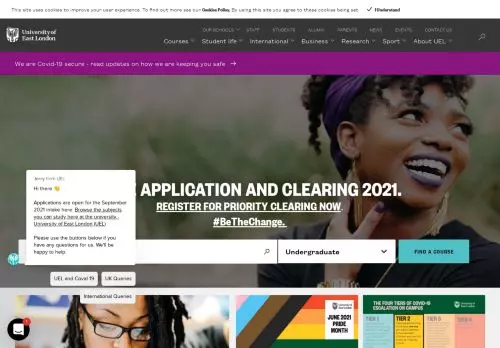 This site uses cookies to improve your user experience. To find out more see our Cookies Policy. By using this site you agree to these cookies being set. I Understand
University of
East London
OUR SCHOOLS STAFF STUDENTS ALUMNI PARENTS NEWS EVENTS CONTACT US
Courses Student life International Business Research Sport About UEL
We are Covid-19 secure - read updates on how we are keeping you safe →
E APPLICATION AND CLEARING 2021.
REGISTER FOR PRIORITY CLEARING NOW.
#BeTheChange.
Jenny from UEL
Hi there 👋
Applications are open for the September
2021 intake here: Browse the subjects
you can study here at the university -
University of East London (UEL)
Please use the buttons below if you
have any questions for us. We'll be
happy to help.
Undergraduate
FIND A COURSE
UEL and Covid-19
UK Queries
International Queries
University of
East London
JUNE 2021
PRIDE
MONTH
THE FOUR TIERS OF COVID-19
ESCALATION ON CAMPUS
TIER 1 TIER 2 TIER 3 TIER 4